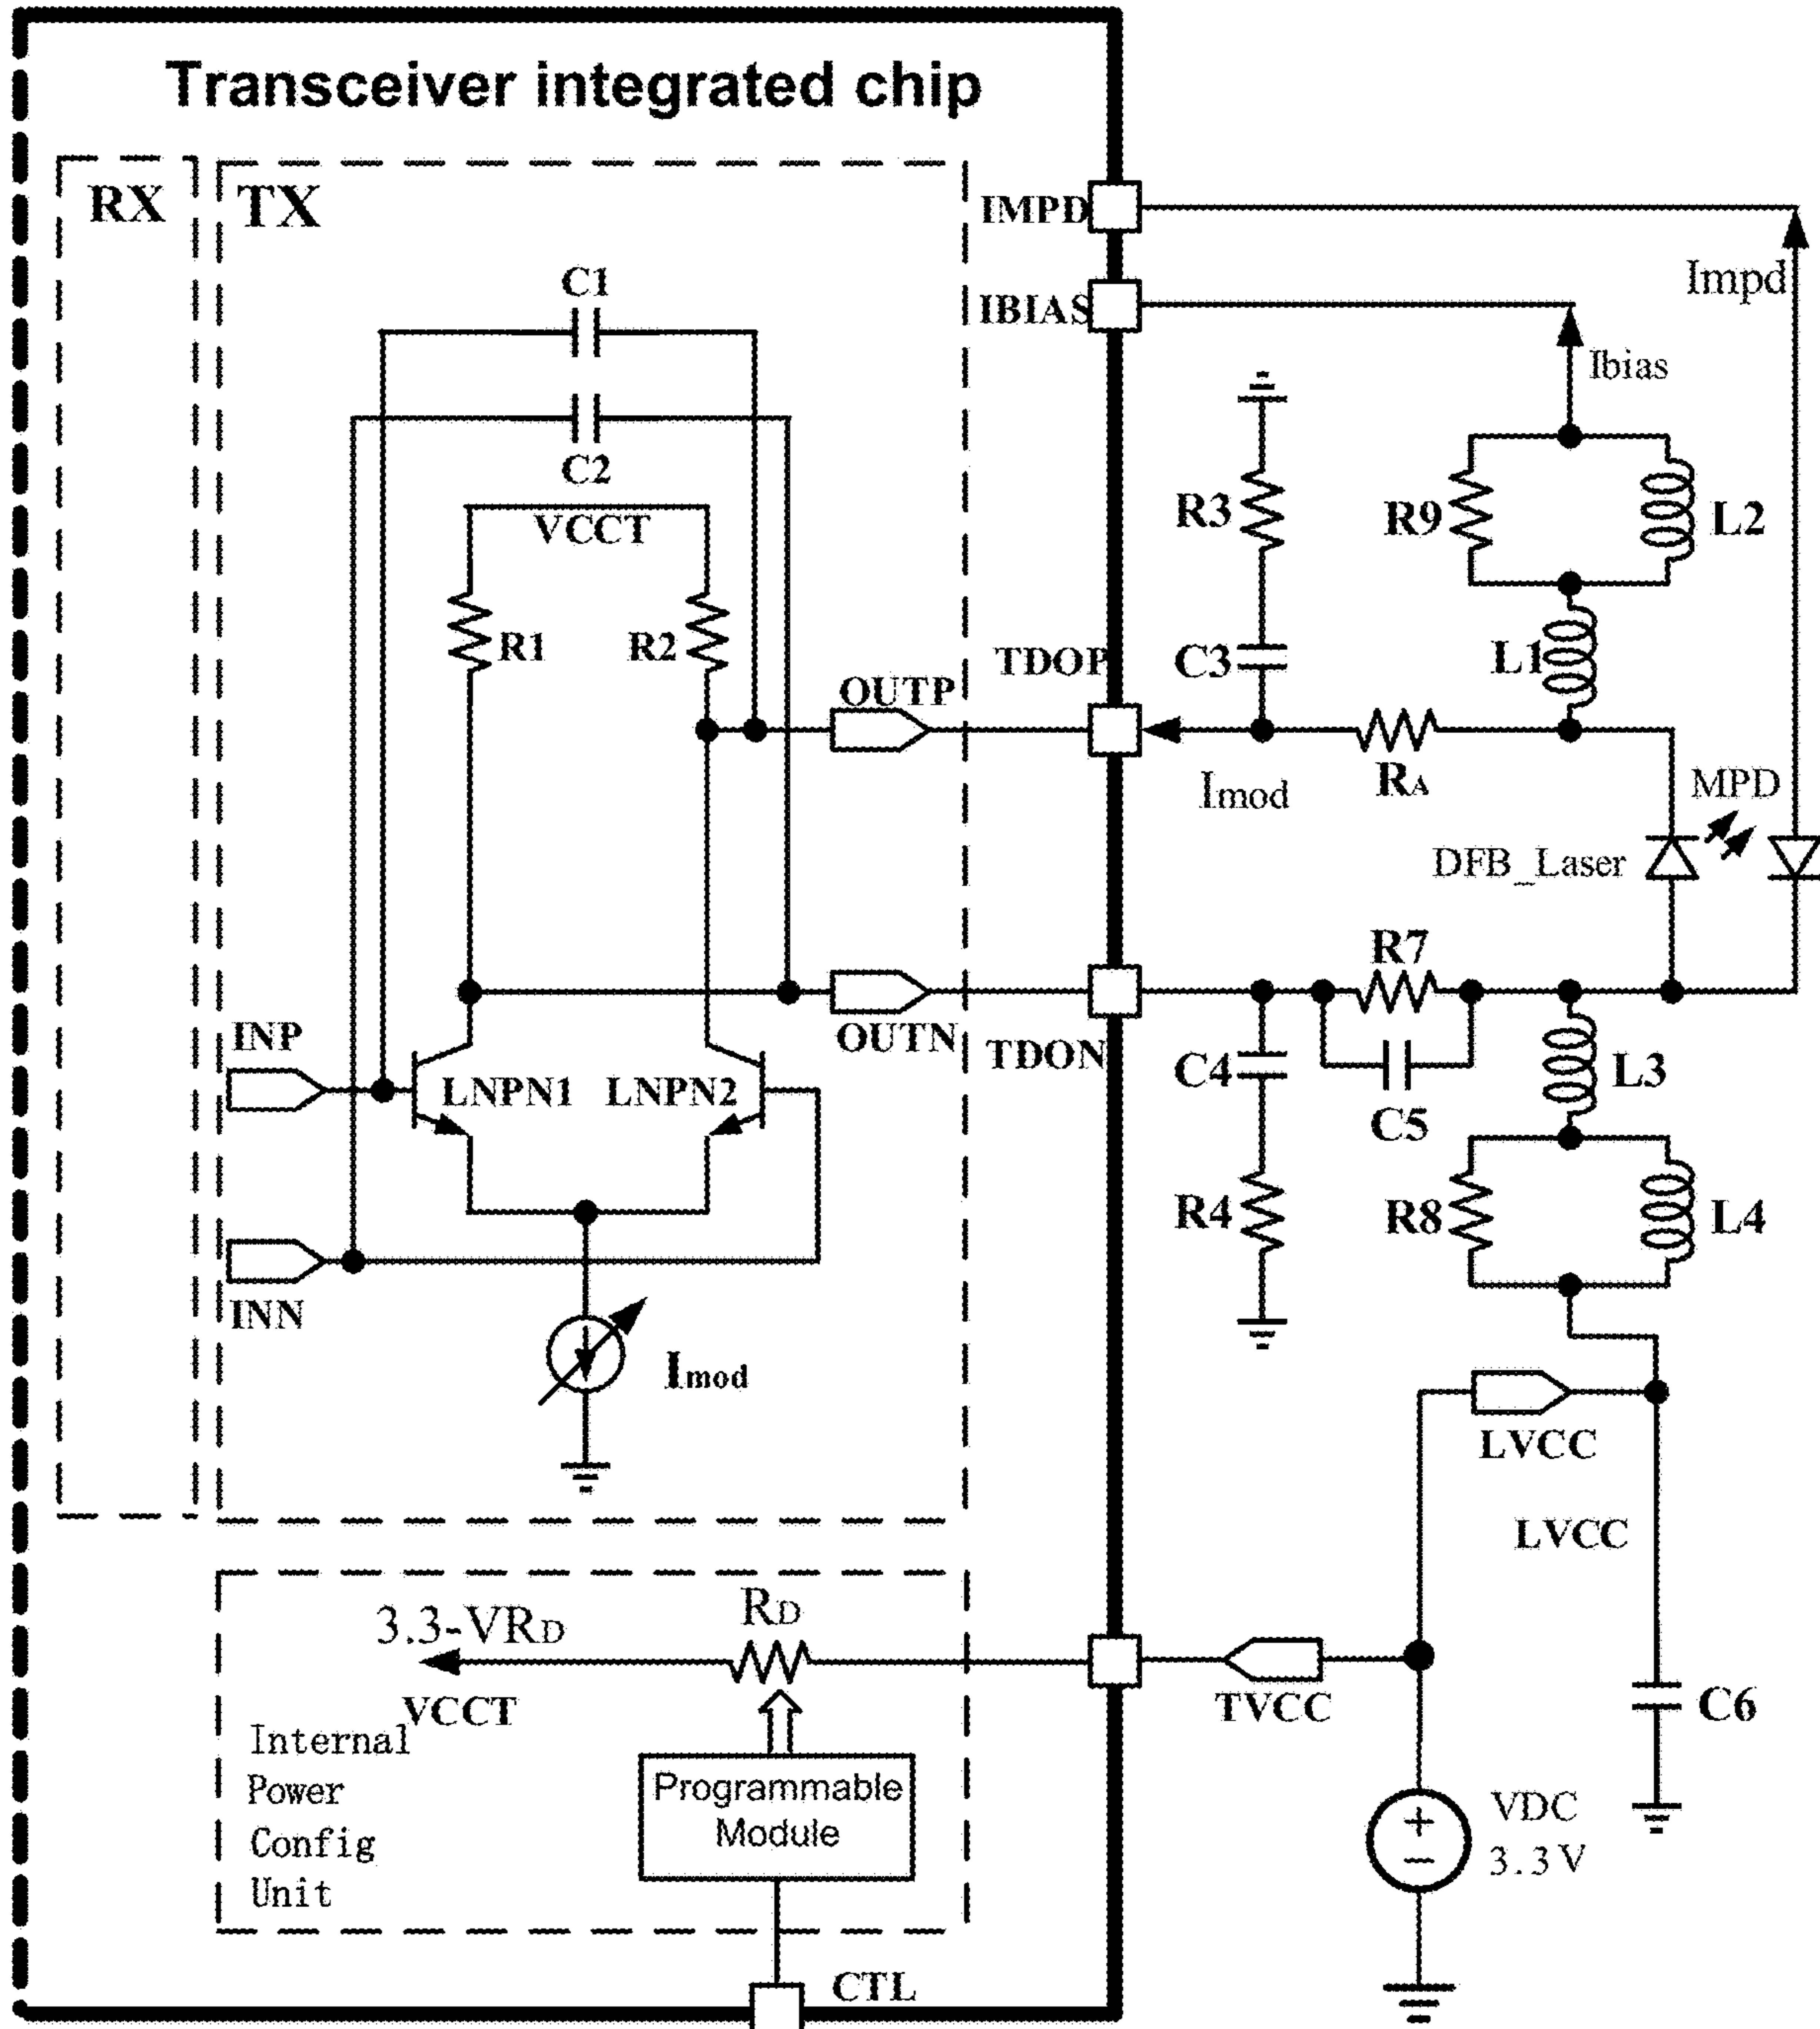 Transceiver integrated chip
RX
TX
IMPD
Impd
C1
IBIAS
Ibias
C2
VCCT
R3
R9
L2
R1
R2
TDOP
C3
L1
OUTP
Imod
RA
MPD
DFB_Laser
R7
INP
OUTN
TDON
C4
L3
LNPN1
LNPN2
C5
R4
R8
L4
INN
Imod
LVCC
LVCC
3.3-VRD
RD
VCCT
TVCC
C6
Internal
Power
Config
Unit
Programmable
Module
VDC
3.3V
CTL